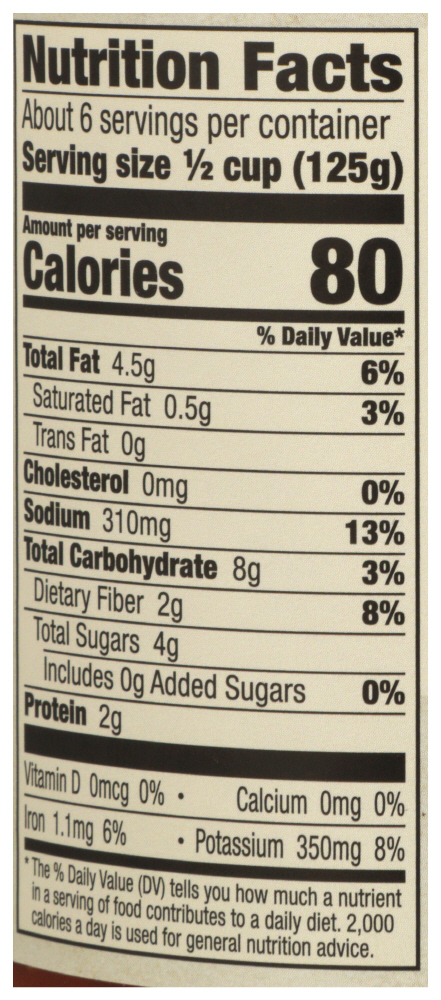 Nutrition Facts
About 6 servings per container
Serving size ½ cup (125g)
Amount per serving
Calories 80
% Daily Value*
Total Fat 4.5g 6%
Saturated Fat 0.5g 3%
Trans Fat 0g
Cholesterol 0mg 0%
Sodium 310mg 13%
Total Carbohydrate 8g 3%
Dietary Fiber 2g 8%
Total Sugars 4g
Includes 0g Added Sugars 0%
Protein 2g
Vitamin D 0mcg 0% • Calcium 0mg 0%
Iron 1.1mg 6% • Potassium 350mg 8%
*The % Daily Value (DV) tells you how much a nutrient
in a serving of food contributes to a daily diet. 2,000
calories a day is used for general nutrition advice.